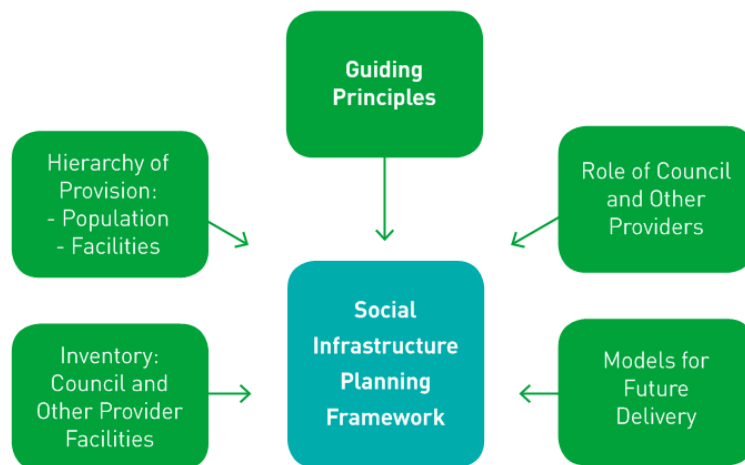 Guiding
Principles
Hierarchy of
Provision:
- Population
- Facilities
Role of Council
and Other
Providers
Social
Infrastructure
Planning
Framework
Inventory:
Council and
Other Provider
Facilities
Models for
Future
Delivery